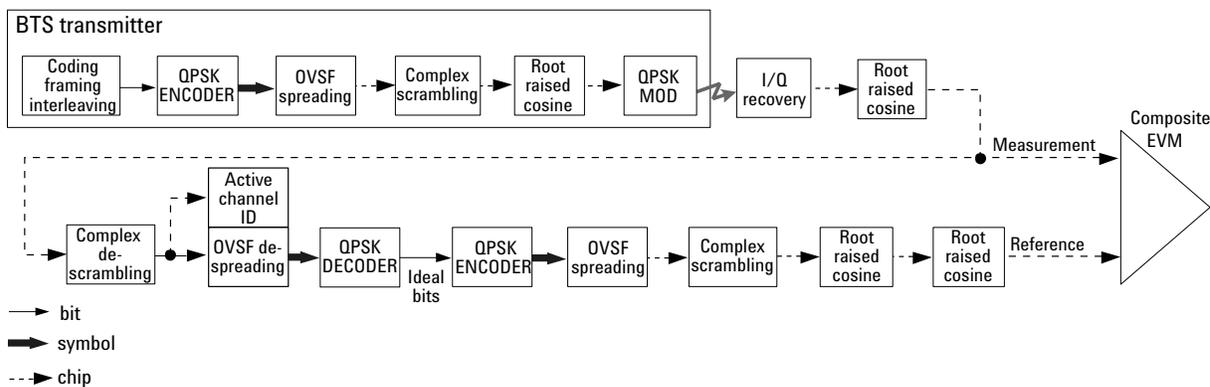 BTS transmitter
Coding
framing
interleaving
QPSK
ENCODER
OVSF
spreading
Complex
scrambling
Root
raised
cosine
QPSK
MOD
I/Q
recovery
Root
raised
cosine
Composite
EVM
Measurement
Active
channel
ID
Complex
de-
scrambling
OVSF de-
spreading
QPSK
DECODER
Ideal
bits
QPSK
ENCODER
OVSF
spreading
Complex
scrambling
Root
raised
cosine
Root
raised
cosine
Reference
bit
symbol
chip